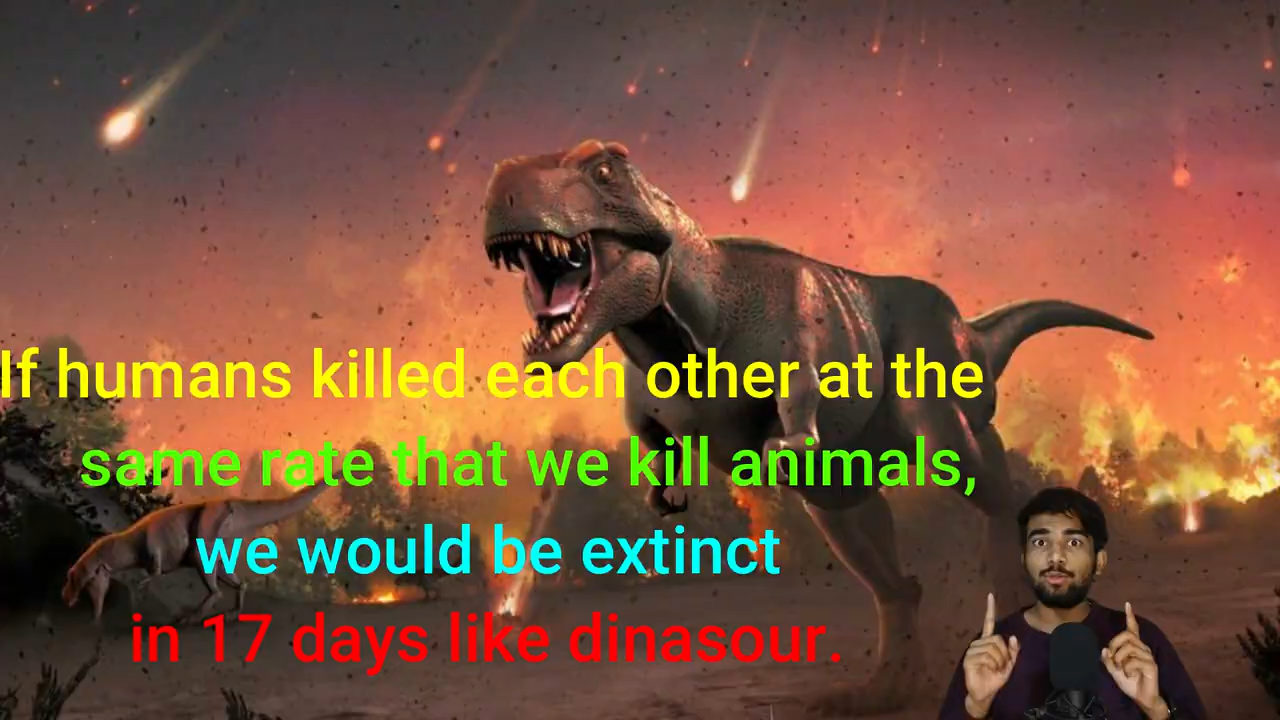 If humans killed each other at the
same rate that we kill animals,
we would be extinct
in 17 days like dinasour.